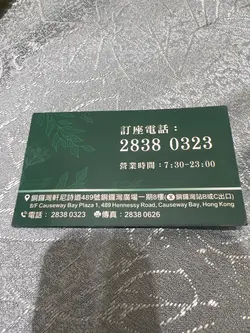 訂座電話：
2838 0323
營業時間：7:30-23:00
銅鑼灣軒尼詩道489號銅鑼灣廣場一期8樓(銅鑼灣站B或C出口)
8/F Causeway Bay Plaza 1, 489 Hennessy Road, Causeway Bay, Hong Kong
電話： 2838 0323 傳真：2838 0626